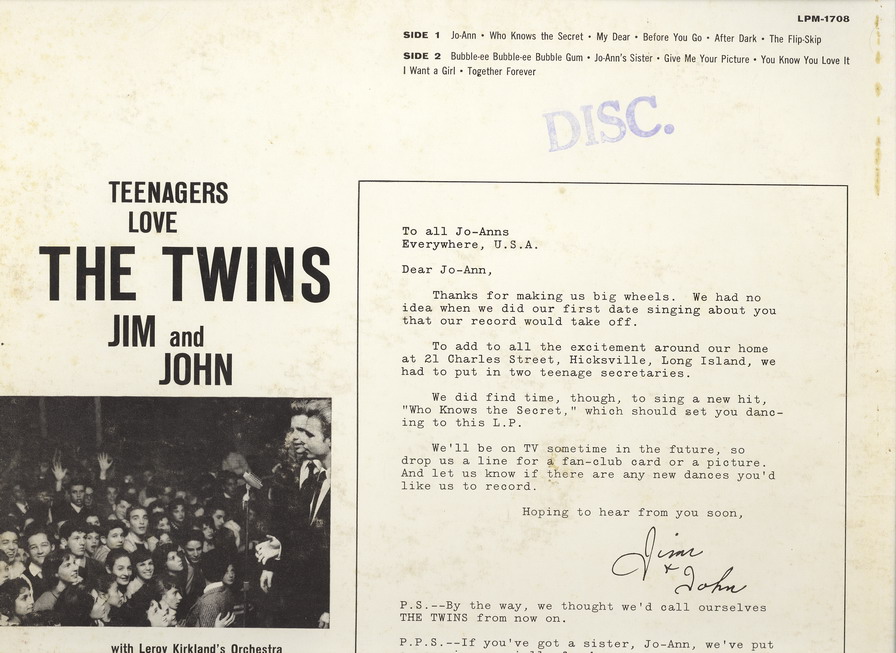 LPM-1708
SIDE 1 Jo-Ann • Who Knows the Secret • My Dear • Before You Go • After Dark • The Flip-Skip
SIDE 2 Bubble-ee Bubble-ee Bubble Gum • Jo-Ann's Sister • Give Me Your Picture • You Know You Love It
I Want a Girl • Together Forever
DISC.
TEENAGERS
LOVE
THE TWINS
JIM and
JOHN
with Leroy Kirkland's Orchestra
To all Jo-Anns
Everywhere, U.S.A.
Dear Jo-Ann,
Thanks for making us big wheels. We had no
idea when we did our first date singing about you
that our record would take off.
To add to all the excitement around our home
at 21 Charles Street, Hicksville, Long Island, we
had to put in two teenage secretaries.
We did find time, though, to sing a new hit,
"Who Knows the Secret," which should set you danc-
ing to this L.P.
We'll be on TV sometime in the future, so
drop us a line for a fan-club card or a picture.
And let us know if there are any new dances you'd
like us to record.
Hoping to hear from you soon,
Jim
+ John
P.S.--By the way, we thought we'd call ourselves
THE TWINS from now on.
P.P.S.--If you've got a sister, Jo-Ann, we've put